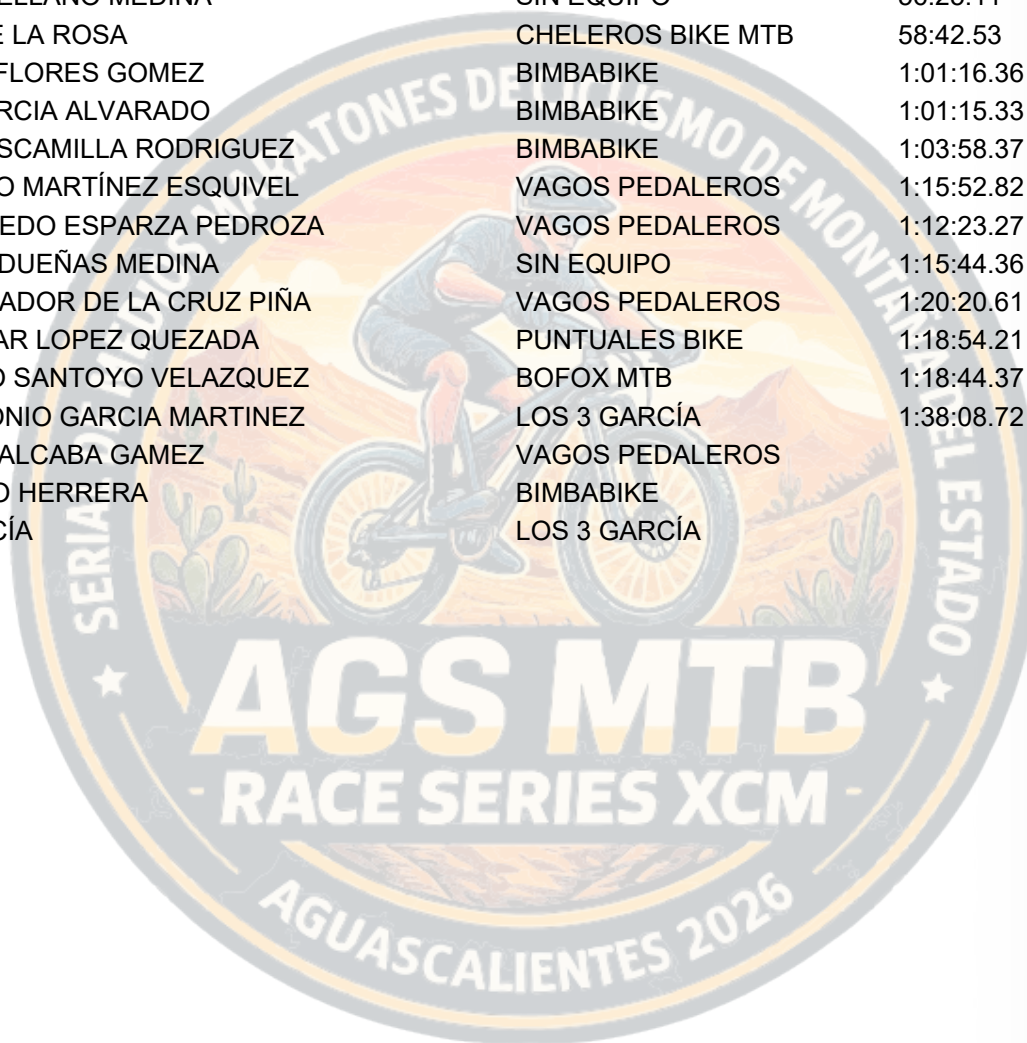 E LA ROSA CHELEROS BIKE MTB 58:42.53
FLORES GOMEZ BIMBABIKE 1:01:16.36
RCIA ALVARADO BIMBABIKE 1:01:15.33
SCAMILLA RODRIGUEZ BIMBABIKE 1:03:58.37
O MARTÍNEZ ESQUIVEL VAGOS PEDALEROS 1:15:52.82
EDO ESPARZA PEDROZA VAGOS PEDALEROS 1:12:23.27
DUEÑAS MEDINA SIN EQUIPO 1:15:44.36
ADOR DE LA CRUZ PIÑA VAGOS PEDALEROS 1:20:20.61
AR LOPEZ QUEZADA PUNTUALES BIKE 1:18:54.21
O SANTOYO VELAZQUEZ BOFOX MTB 1:18:44.37
ONIO GARCIA MARTINEZ LOS 3 GARCÍA 1:38:08.72
ALCABA GAMEZ VAGOS PEDALEROS
O HERRERA BIMBABIKE
CÍA LOS 3 GARCÍA
AGS MTB
- RACE SERIES XCM -
AGUASCALIENTES 2026